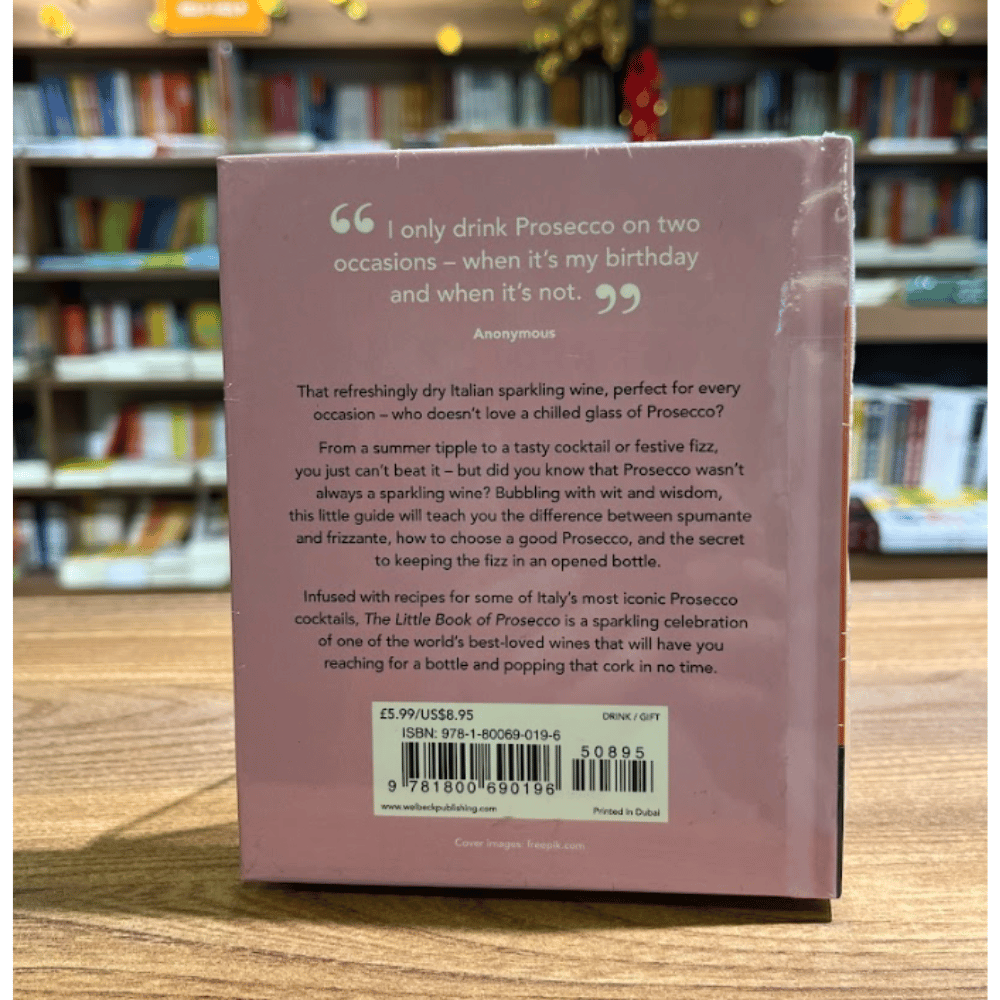 “ I only drink Prosecco on two
occasions – when it’s my birthday
and when it’s not. ”
Anonymous
That refreshingly dry Italian sparkling wine, perfect for every
occasion – who doesn’t love a chilled glass of Prosecco?
From a summer tipple to a tasty cocktail or festive fizz,
you just can’t beat it – but did you know that Prosecco wasn’t
always a sparkling wine? Bubbling with wit and wisdom,
this little guide will teach you the difference between spumante
and frizzante, how to choose a good Prosecco, and the secret
to keeping the fizz in an opened bottle.
Infused with recipes for some of Italy’s most iconic Prosecco
cocktails, The Little Book of Prosecco is a sparkling celebration
of one of the world’s best-loved wines that will have you
reaching for a bottle and popping that cork in no time.
£5.99/US$8.95 DRINK / GIFT
ISBN: 978-1-80069-019-6
50895
9 781800 690196
www.welbeckpublishing.com Printed in Dubai
Cover images: freepik.com